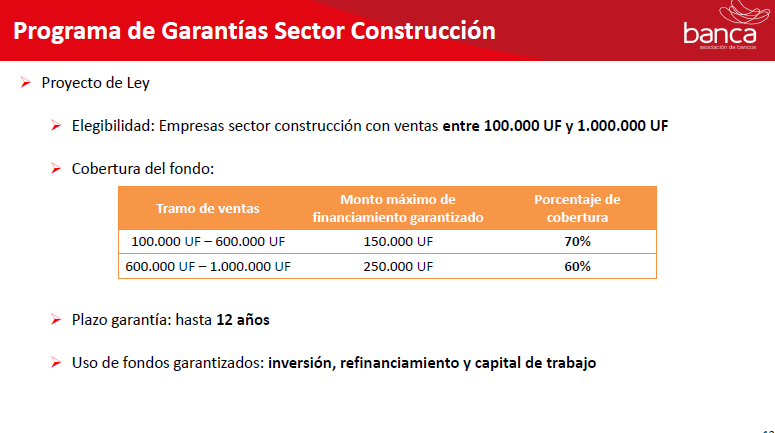 Programa de Garantías Sector Construcción
banca
asociación de bancos
Proyecto de Ley
Elegibilidad: Empresas sector construcción con ventas entre 100.000 UF y 1.000.000 UF
Cobertura del fondo:
Tramo de ventas Monto máximo de financiamiento garantizado Porcentaje de cobertura
100.000 UF – 600.000 UF 150.000 UF 70%
600.000 UF – 1.000.000 UF 250.000 UF 60%
Plazo garantía: hasta 12 años
Uso de fondos garantizados: inversión, refinanciamiento y capital de trabajo